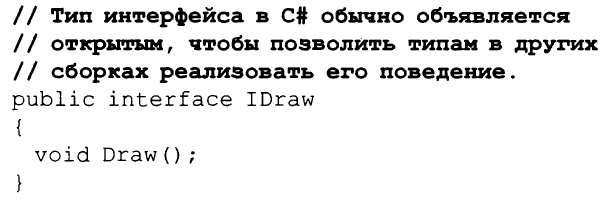 // Тип интерфейса в C# обычно объявляется
// открытым, чтобы позволить типам в других
// сборках реализовать его поведение.
public interface IDraw
{
void Draw();
}